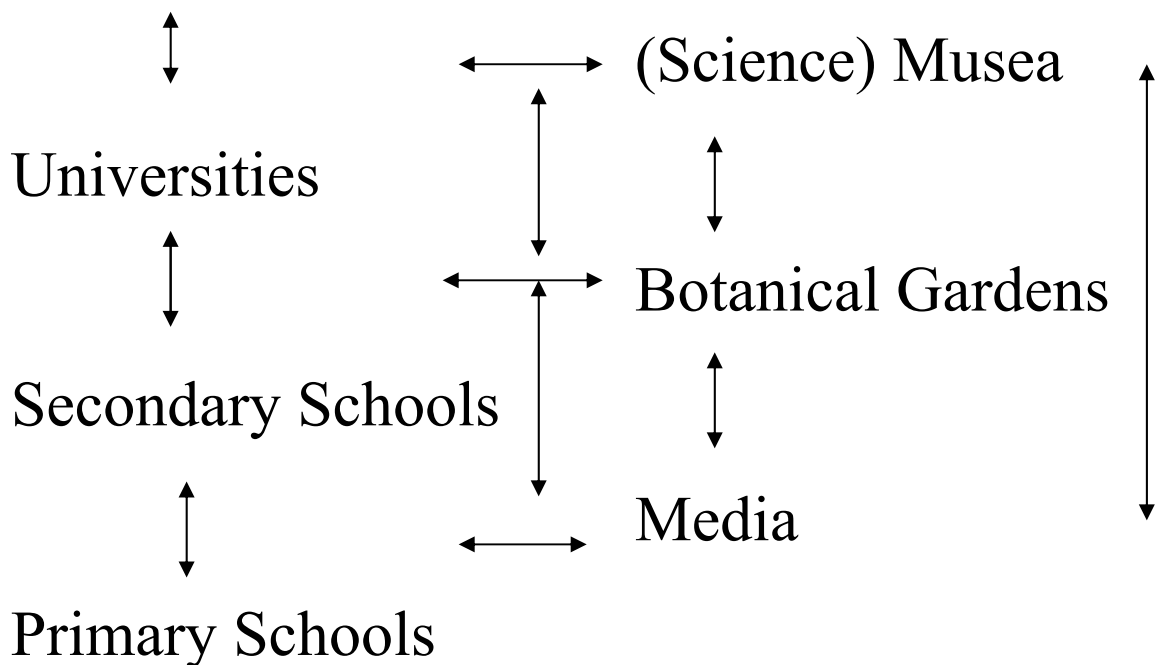 (Science) Musea
Universities
Botanical Gardens
Secondary Schools
Media
Primary Schools